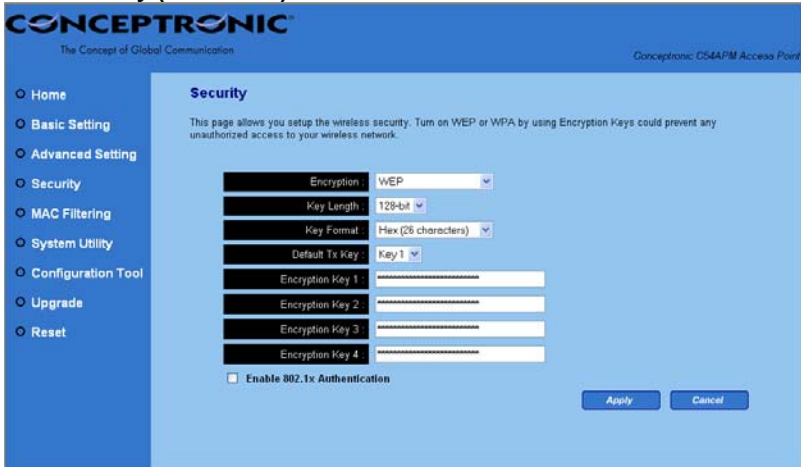 CONCEPTRONIC
The Concept of Global Communication
Conceptronic C54APM Access Point
Home
Basic Setting
Advanced Setting
Security
MAC Filtering
System Utility
Configuration Tool
Upgrade
Reset
Security
This page allows you setup the wireless security. Turn on WEP or WPA by using Encryption Keys could prevent any
unauthorized access to your wireless network.
Encryption : WEP
Key Length : 128-bit
Key Format : Hex (26 characters)
Default Tx Key : Key 1
Encryption Key 1 :
Encryption Key 2 :
Encryption Key 3 :
Encryption Key 4 :
Enable 802.1x Authentication
Apply Cancel